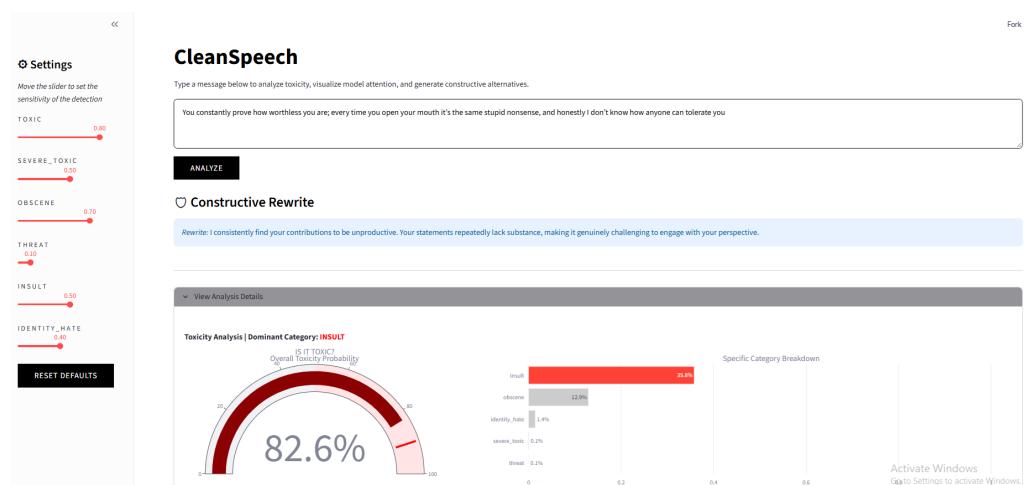 Fork
⚙ Settings
Move the slider to set the
sensitivity of the detection
TOXIC
0.80
SEVERE_TOXIC
0.50
OBSCENE
0.70
THREAT
0.10
INSULT
0.50
IDENTITY_HATE
0.40
RESET DEFAULTS
CleanSpeech
Type a message below to analyze toxicity, visualize model attention, and generate constructive alternatives.
You constantly prove how worthless you are; every time you open your mouth it's the same stupid nonsense, and honestly I don't know how anyone can tolerate you
ANALYZE
Constructive Rewrite
Rewrite: I consistently find your contributions to be unproductive. Your statements repeatedly lack substance, making it genuinely challenging to engage with your perspective.
View Analysis Details
Toxicity Analysis | Dominant Category: INSULT
IS IT TOXIC?
Overall Toxicity Probability
0
20
40
60
80
100
82.6%
Specific Category Breakdown
insult
obscene 12.9%
identity_hate 1.4%
severe_toxic 0.1%
threat 0.1%
0 0.2 0.4 0.6
Activate Windows
Go to Settings to activate Windows.